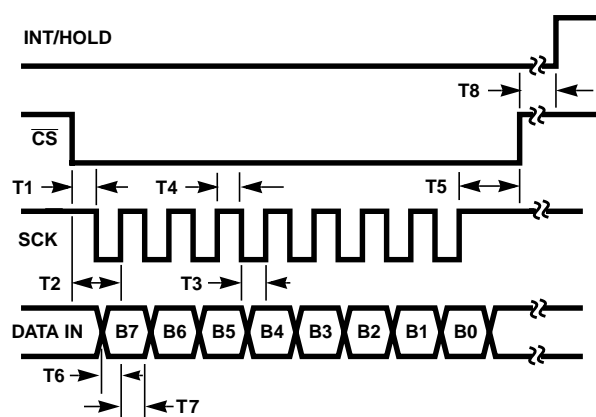 INT/HOLD
T8
CS
T1
T4
T5
SCK
T2
T3
DATA IN B7 B6 B5 B4 B3 B2 B1 B0
T6
T7